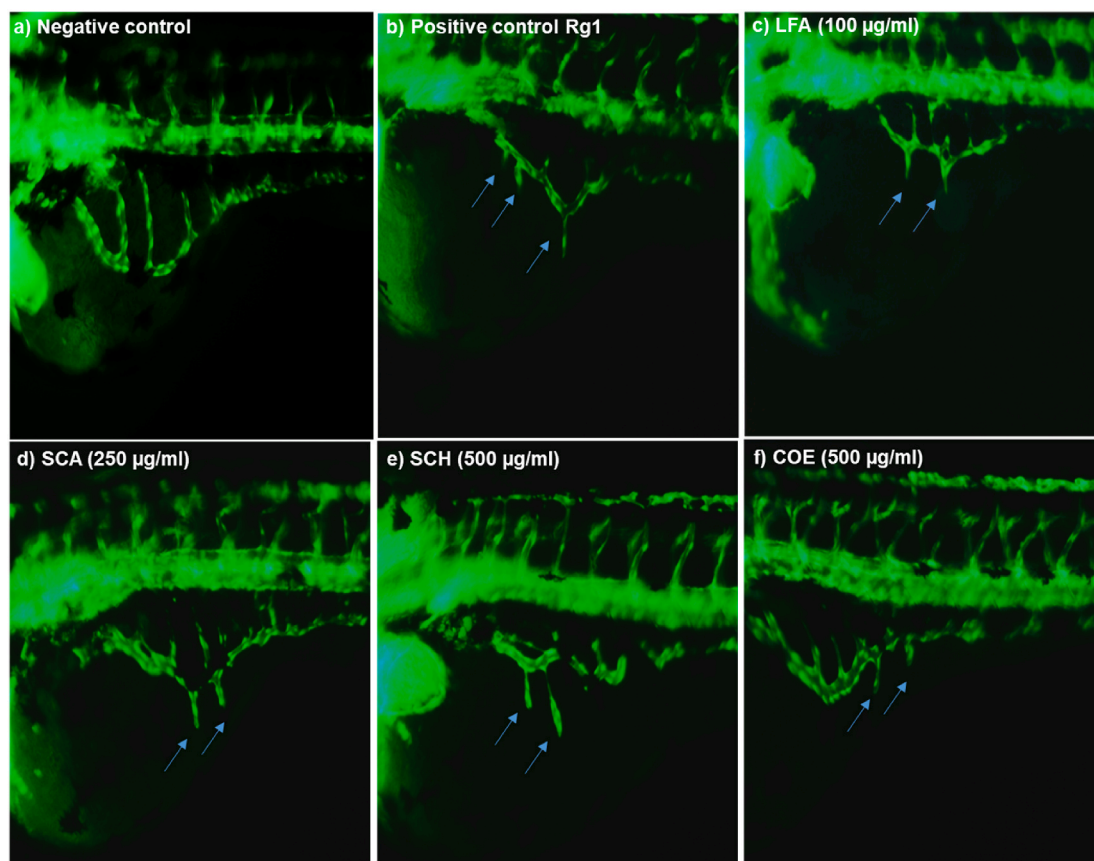 a) Negative control
b) Positive control Rg1
c) LFA (100 µg/ml)
d) SCA (250 µg/ml)
e) SCH (500 µg/ml)
f) COE (500 µg/ml)